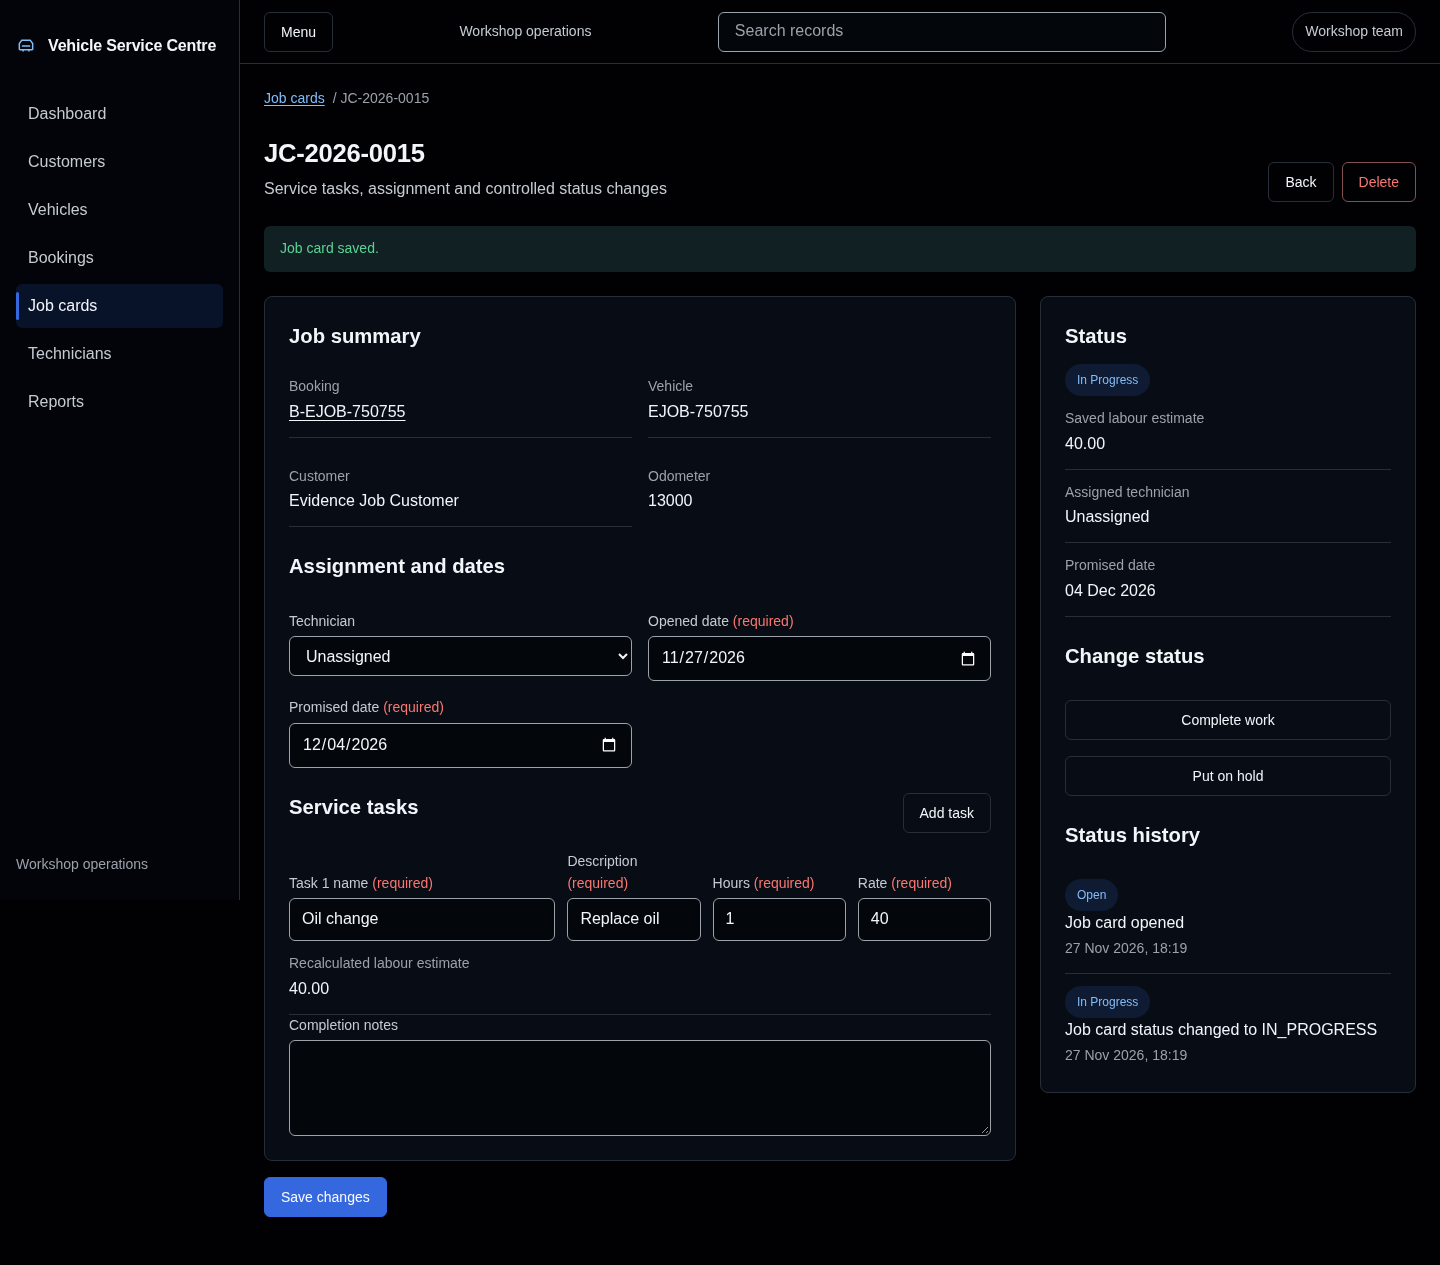 Vehicle Service Centre
Dashboard
Customers
Vehicles
Bookings
Job cards
Technicians
Reports
Workshop operations
Menu
Workshop operations
Search records
Workshop team
Job cards / JC-2026-0015
JC-2026-0015
Service tasks, assignment and controlled status changes
Back
Delete
Job card saved.
Job summary
Booking
B-EJOB-750755
Vehicle
EJOB-750755
Customer
Evidence Job Customer
Odometer
13000
Assignment and dates
Technician
Unassigned
Opened date (required)
11/27/2026
Promised date (required)
12/04/2026
Service tasks
Add task
Task 1 name (required)
Oil change
Description
(required)
Replace oil
Hours (required)
1
Rate (required)
40
Recalculated labour estimate
40.00
Completion notes
Save changes
Status
In Progress
Saved labour estimate
40.00
Assigned technician
Unassigned
Promised date
04 Dec 2026
Change status
Complete work
Put on hold
Status history
Open
Job card opened
27 Nov 2026, 18:19
In Progress
Job card status changed to IN_PROGRESS
27 Nov 2026, 18:19